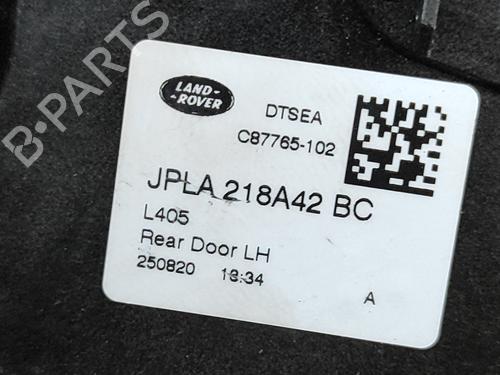 B-PARTS
LAND-
-ROVER
DTSEA
C87765-102
JPLA 218A42 BC
L405
Rear Door LH
250820 13:34
A